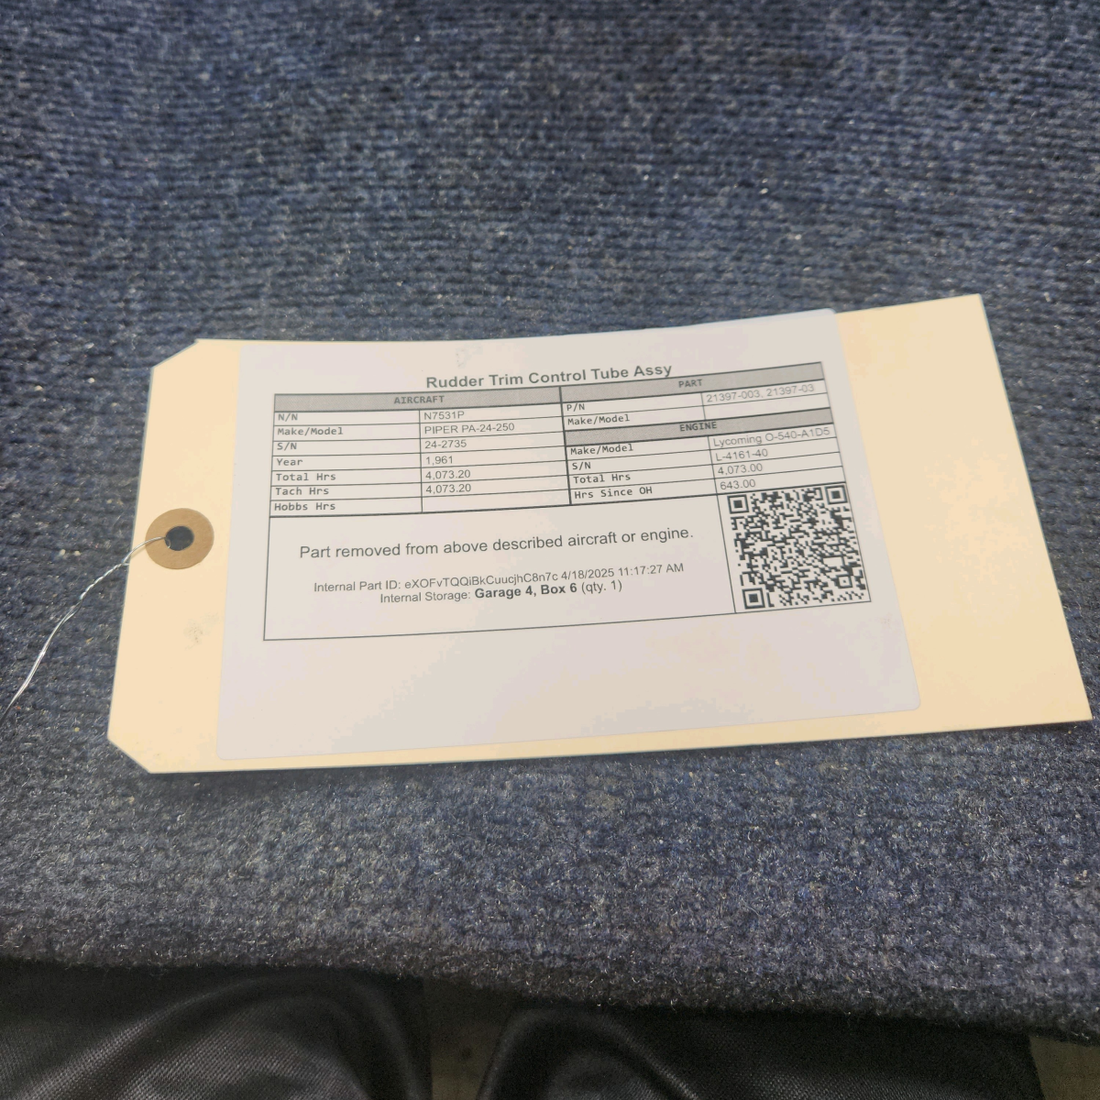 Rudder Trim Control Tube Assy
AIRCRAFT
N/N N7531P
Make/Model PIPER PA-24-250
S/N 24-2735
Year 1,961
Total Hrs 4,073.20
Tach Hrs 4,073.20
Hobbs Hrs
PART
P/N 21397-003, 21397-03
Make/Model
ENGINE
Make/Model Lycoming O-540-A1D5
S/N L-4161-40
Total Hrs 4,073.00
Hrs Since OH 643.00
Part removed from above described aircraft or engine.
Internal Part ID: eXOFvTQQiBkCuucjhC8n7c 4/18/2025 11:17:27 AM
Internal Storage: Garage 4, Box 6 (qty. 1)